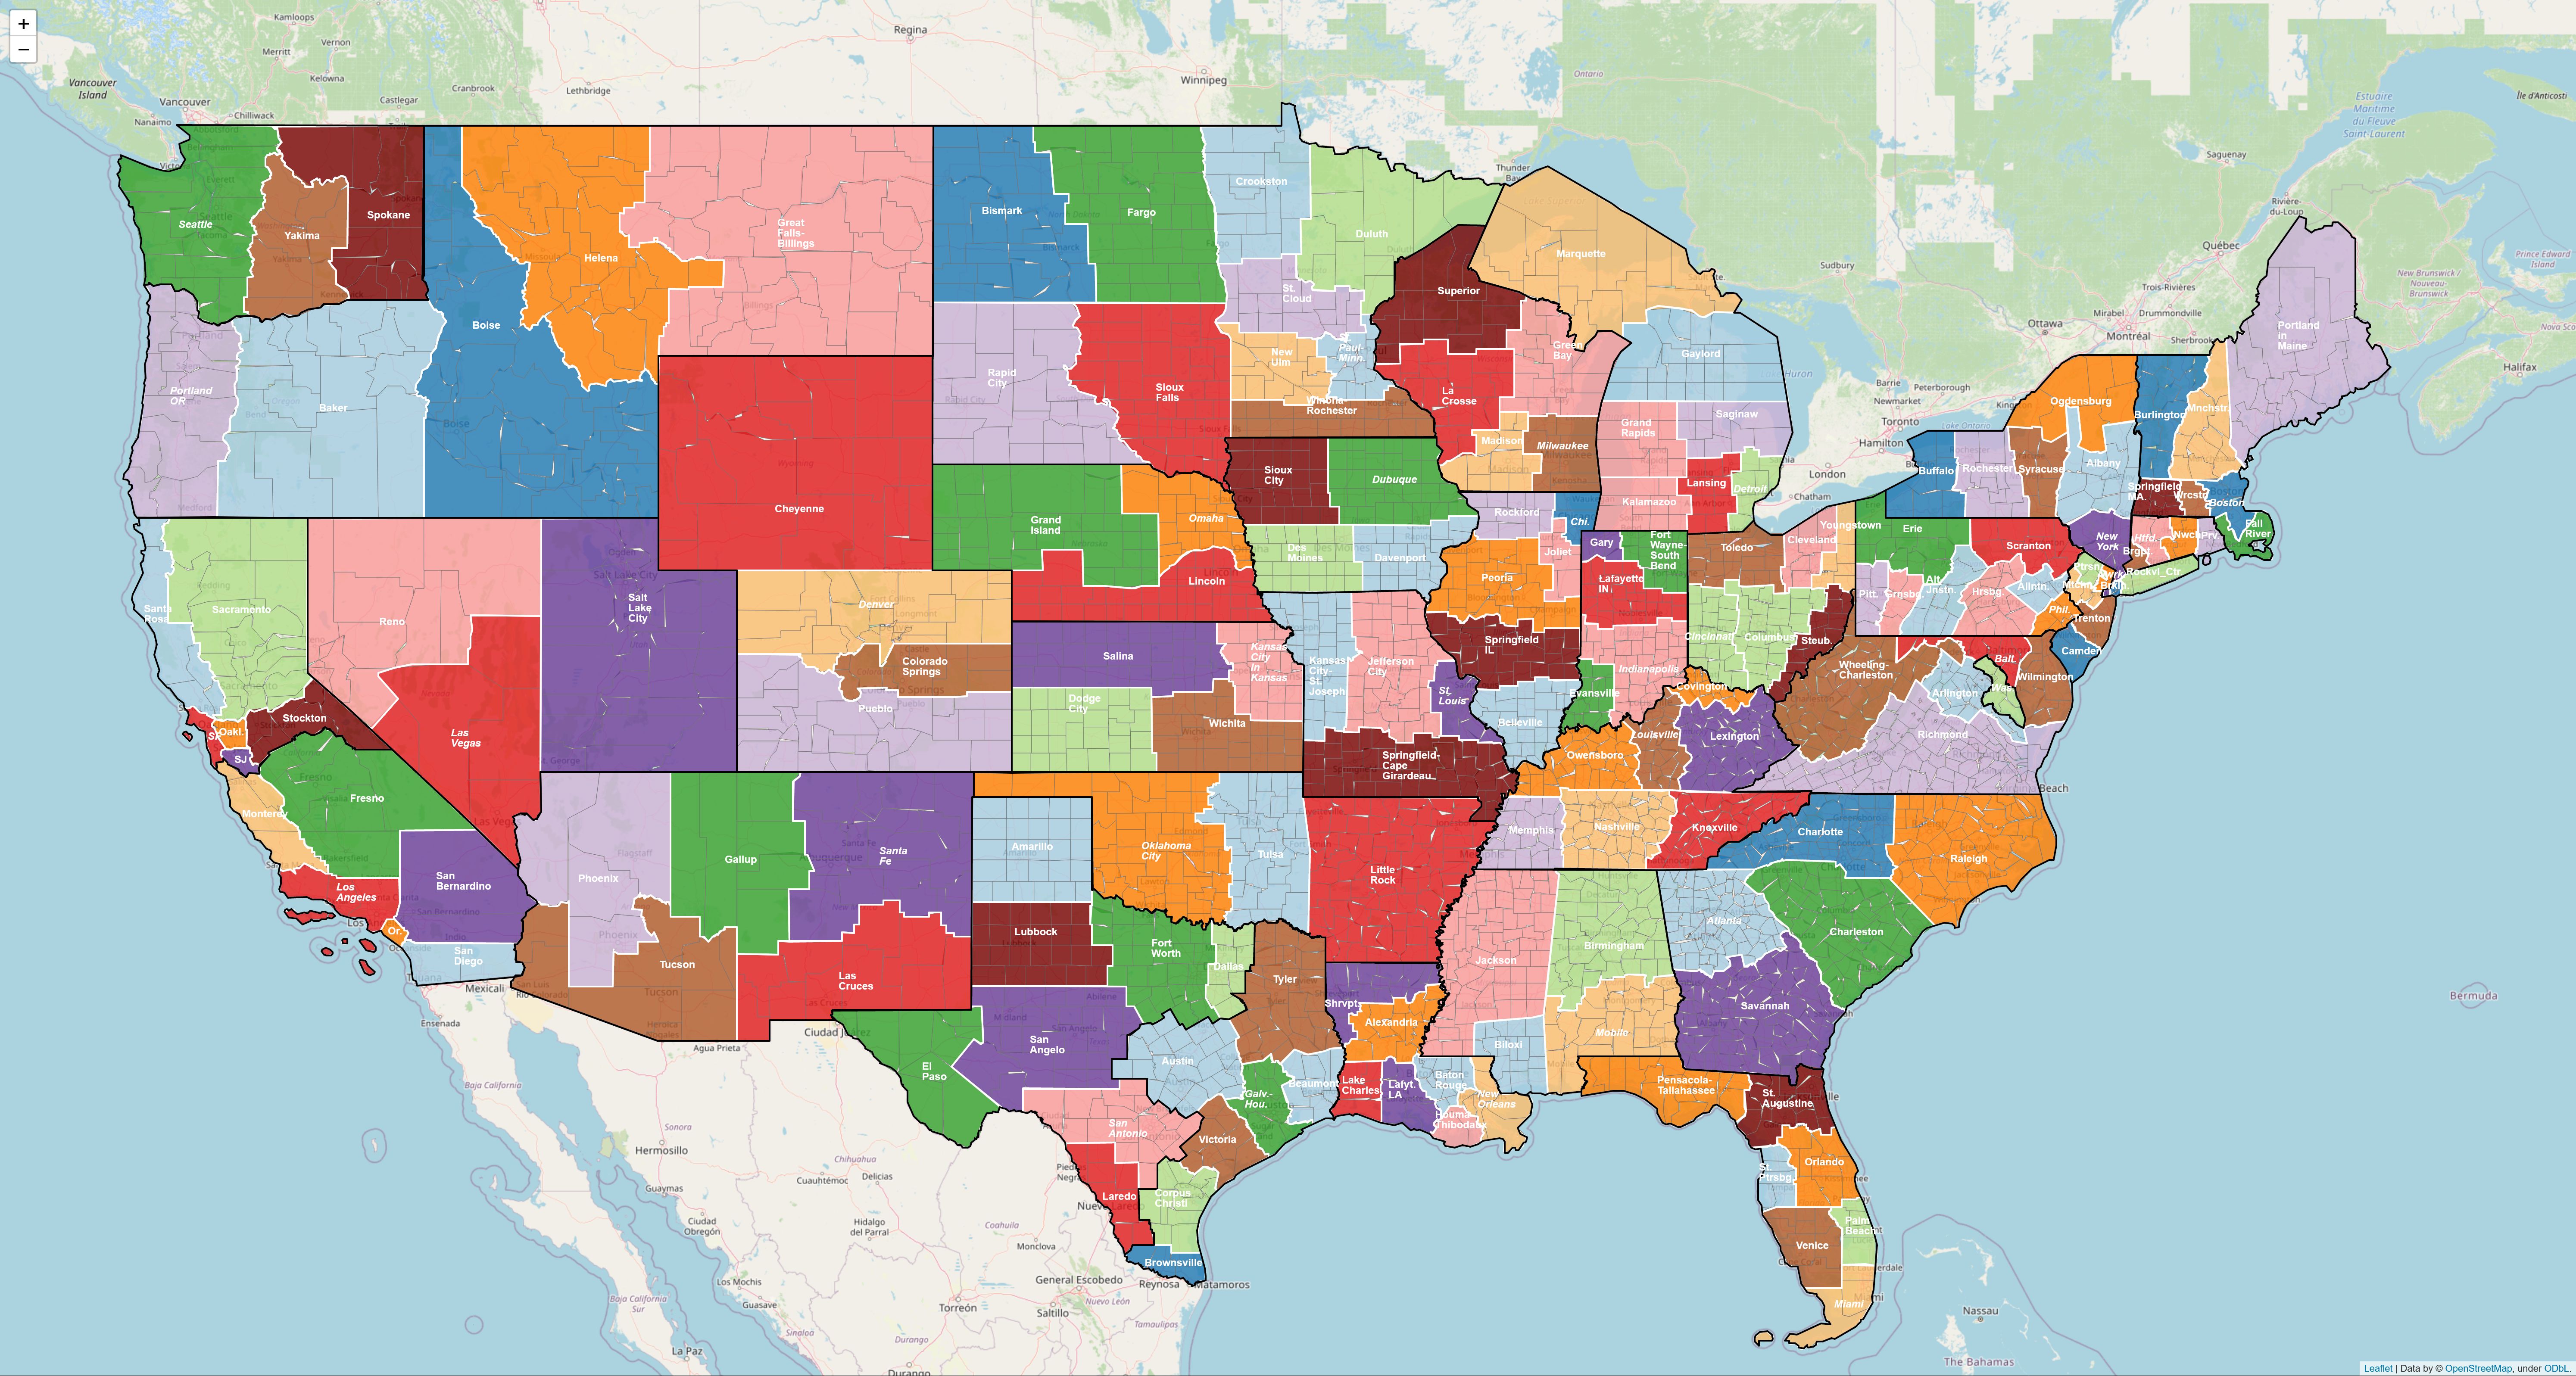 +
−
Kamloops
Merritt
Vernon
Kelowna
Vancouver
Island
Vancouver
Nanaimo
Chilliwack
Castlegar
Cranbrook
Lethbridge
Regina
Winnipeg
Ontario
Thunder
Bay
Sudbury
Saguenay
Rivière-
du-Loup
Québec
Trois-Rivières
Drummondville
Mirabel
Montréal
Sherbrooke
Ottawa
Estuaire
Maritime
du Fleuve
Saint-Laurent
Île d'Anticosti
Prince Edward
Island
New Brunswick /
Nouveau-
Brunswick
Halifax
Barrie
Peterborough
Newmarket
Toronto
Hamilton
London
Chatham
Seattle
Yakima
Spokane
Portland
OR
Baker
Boise
Helena
Great
Falls-
Billings
Cheyenne
Bismark
Fargo
Rapid
City
Sioux
Falls
Crookston
Duluth
St.
Cloud
New
Ulm
Paul-
Minn.
Winona-
Rochester
Superior
La
Crosse
Green
Bay
Madison
Milwaukee
Marquette
Gaylord
Grand
Rapids
Saginaw
Lansing
Kalamazoo
Detroit
Sioux
City
Dubuque
Des
Moines
Davenport
Grand
Island
Omaha
Lincoln
Rockford
Chi.
Joliet
Peoria
Springfield
IL
Belleville
Gary
Fort
Wayne-
South
Bend
Lafayette
IN
Indianapolis
Evansville
Toledo
Cleveland
Youngstown
Cincinnati
Columbus
Steub.
Erie
Pitt.
Grnsbg.
Alt.
Jnstn.
Scranton
Hrsbg.
Allntn.
Phil.
Buffalo
Rochester
Syracuse
Ogdensburg
Albany
New
York
Burlington
Mnchstr.
Portland
in
Maine
Springfield
MA.
Wrcstr.
Boston
Fall
River
Htfd.
Nwch.
Prv.
Brgpt.
Rockvl_Ctr.
Trenton
Camden
Wilmington
Balt.
Was.
Arlington
Richmond
Wheeling-
Charleston
Covington
Lexington
Louisville
Owensboro
Santa
Rosa
Sacramento
Reno
Las
Vegas
Salt
Lake
City
Denver
Colorado
Springs
Pueblo
Salina
Dodge
City
Wichita
Kansas
City
in
Kansas
Kansas
City-
St.
Joseph
Jefferson
City
St.
Louis
Springfield-
Cape
Girardeau
Stockton
Oakl.
SJ
Fresno
Monterey
Los
Angeles
Or.
San
Bernardino
San
Diego
Phoenix
Tucson
Gallup
Santa
Fe
Las
Cruces
Amarillo
Oklahoma
City
Tulsa
Little
Rock
Memphis
Nashville
Knoxville
Charlotte
Raleigh
Charleston
Atlanta
Savannah
Birmingham
Mobile
Jackson
Biloxi
Lubbock
Fort
Worth
Dallas
Tyler
San
Angelo
El
Paso
Austin
Galv.-
Hou.
Beaumont
San
Antonio
Victoria
Laredo
Corpus
Christi
Brownsville
Shrvpt.
Alexandria
Lake
Charles
Lafyt.
LA
Baton
Rouge
Houma
Thibodaux
New
Orleans
Pensacola-
Tallahassee
St.
Augustine
St.
Ptrsbg.
Orlando
Palm
Beach
Venice
Miami
Mexicali
Ensenada
Agua Prieta
Baja California
Sonora
Hermosillo
Guaymas
Ciudad
Obregón
Los Mochis
Guasave
Baja California
Sur
La Paz
Chihuahua
Cuauhtémoc
Delicias
Hidalgo
del Parral
Sinaloa
Durango
Durango
Torreón
Coahuila
Monclova
General Escobedo
Nuevo León
Saltillo
Tamaulipas
Reynosa
Matamoros
Bermuda
Nassau
The Bahamas
Leaflet | Data by © OpenStreetMap, under ODbL.